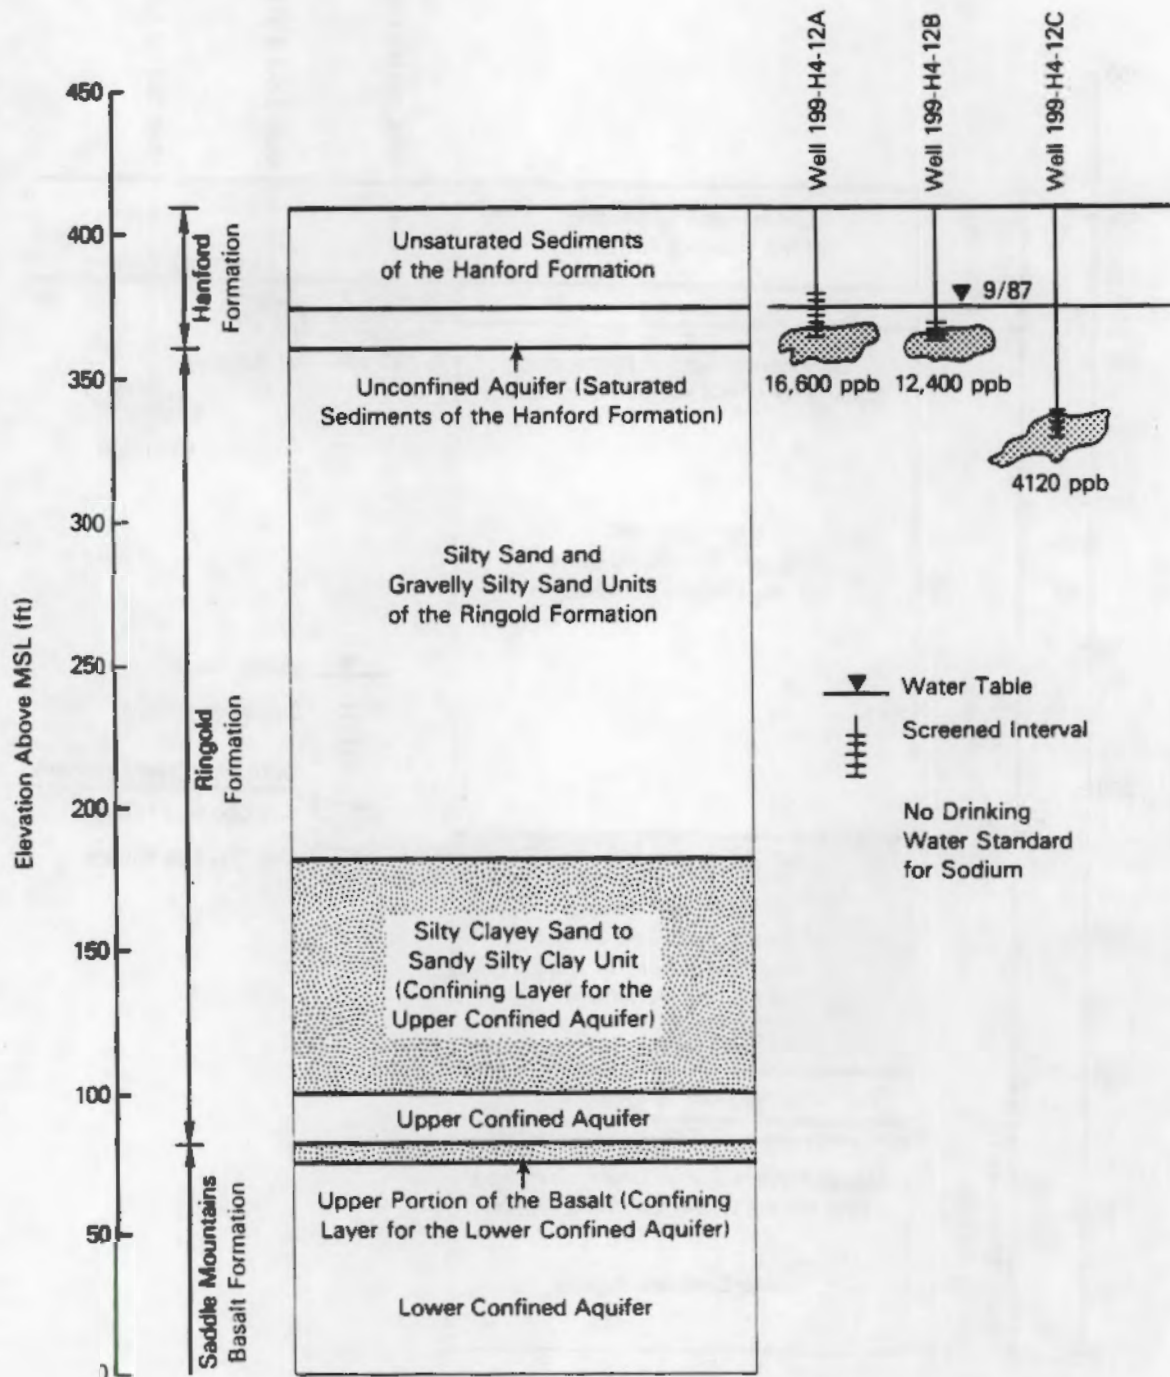 Well 199-H4-12A
Well 199-H4-12B
Well 199-H4-12C
Elevation Above MSL (ft)
450
400
350
300
250
200
150
100
50
0
Hanford
Formation
Ringold
Formation
Saddle Mountains
Basalt Formation
Unsaturated Sediments
of the Hanford Formation
Unconfined Aquifer (Saturated
Sediments of the Hanford Formation)
Silty Sand and
Gravelly Silty Sand Units
of the Ringold Formation
Silty Clayey Sand to
Sandy Silty Clay Unit
(Confining Layer for the
Upper Confined Aquifer)
Upper Confined Aquifer
Upper Portion of the Basalt (Confining
Layer for the Lower Confined Aquifer)
Lower Confined Aquifer
9/87
16,600 ppb
12,400 ppb
4120 ppb
Water Table
Screened Interval
No Drinking
Water Standard
for Sodium